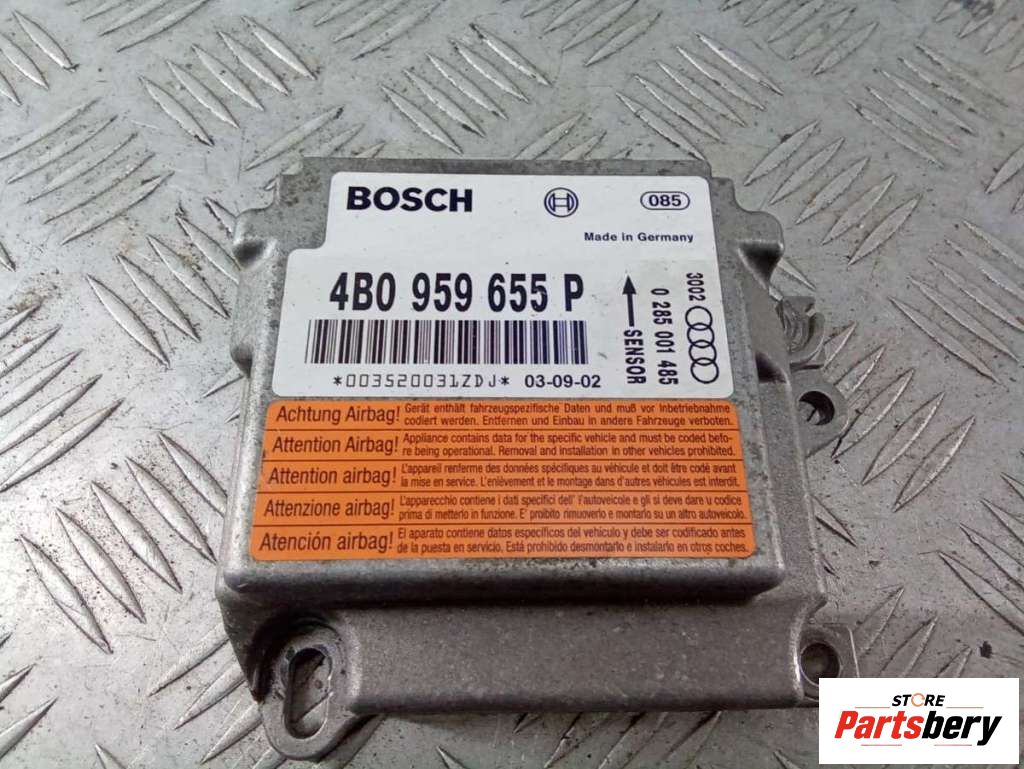 BOSCH
085
Made in Germany
4B0 959 655 P
SENSOR
0 285 001 485
3002
*003520031ZDJ* 03-09-02
Achtung Airbag! Gerät enthält fahrzeugspezifische Daten und muß vor Inbetriebnahme
codiert werden. Entfernen und Einbau in andere Fahrzeuge verboten.
Attention Airbag! Appliance contains data for the specific vehicle and must be coded befo-
re being operational. Removal and installation in other vehicles prohibited.
Attention airbag! L'appareil renferme des données spécifiques au véhicule et doit être codé avant
la mise en service. L'enlèvement et le montage dans d'autres véhicules est interdit.
Attenzione airbag! L'apparecchio contiene i dati specifici dell' l'autoveicolo e gli si deve dare u codice
prima di metterlo in funzione. E' proibito rimuoverlo e montarlo su un altro autoveicolo.
Atención airbag! El aparato contiene datos específicos del vehículo y debe ser codificado antes
de la puesta en servicio. Está prohibido desmontarlo e instalarlo en otros coches.
STORE
Partsbery